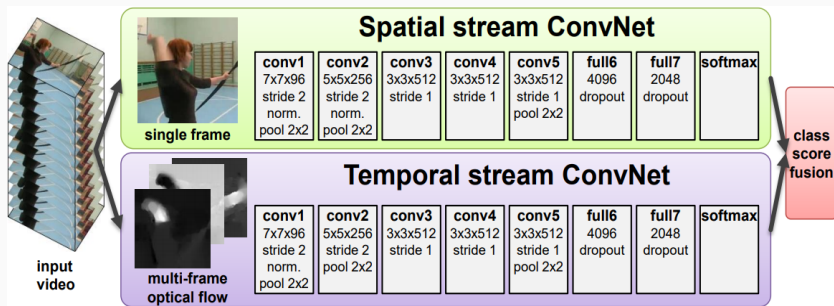 input
video
Spatial stream ConvNet
single frame
conv1
7x7x96
stride 2
norm.
pool 2x2
conv2
5x5x256
stride 2
norm.
pool 2x2
conv3
3x3x512
stride 1
conv4
3x3x512
stride 1
conv5
3x3x512
stride 1
pool 2x2
full6
4096
dropout
full7
2048
dropout
softmax
Temporal stream ConvNet
multi-frame
optical flow
conv1
7x7x96
stride 2
norm.
pool 2x2
conv2
5x5x256
stride 2
pool 2x2
conv3
3x3x512
stride 1
conv4
3x3x512
stride 1
conv5
3x3x512
stride 1
pool 2x2
full6
4096
dropout
full7
2048
dropout
softmax
class
score
fusion